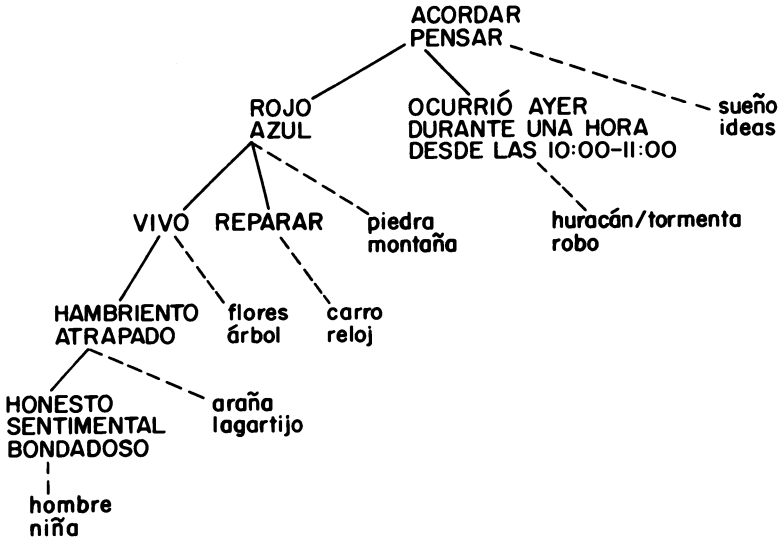 ACORDAR
PENSAR
ROJO
AZUL
OCURRIÓ AYER
DURANTE UNA HORA
DESDE LAS 10:00-11:00
sueño
ideas
VIVO
REPARAR
piedra
montaña
huracán/tormenta
robo
HAMBRIENTO
ATRAPADO
flores
árbol
carro
reloj
HONESTO
SENTIMENTAL
BONDADOSO
araña
lagartijo
hombre
niña